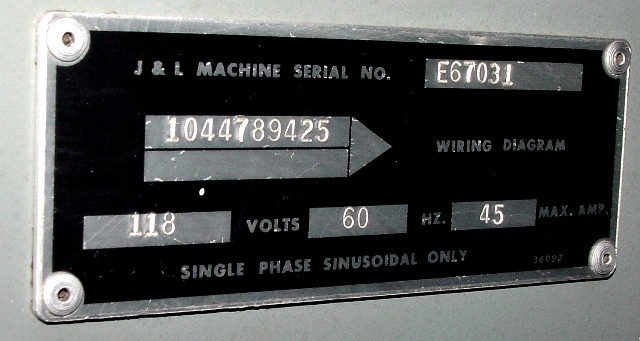 J & L MACHINE SERIAL NO. E67031
1044789425 WIRING DIAGRAM
118 VOLTS 60 HZ. 45 MAX. AMP.
SINGLE PHASE SINUSOIDAL ONLY 36092